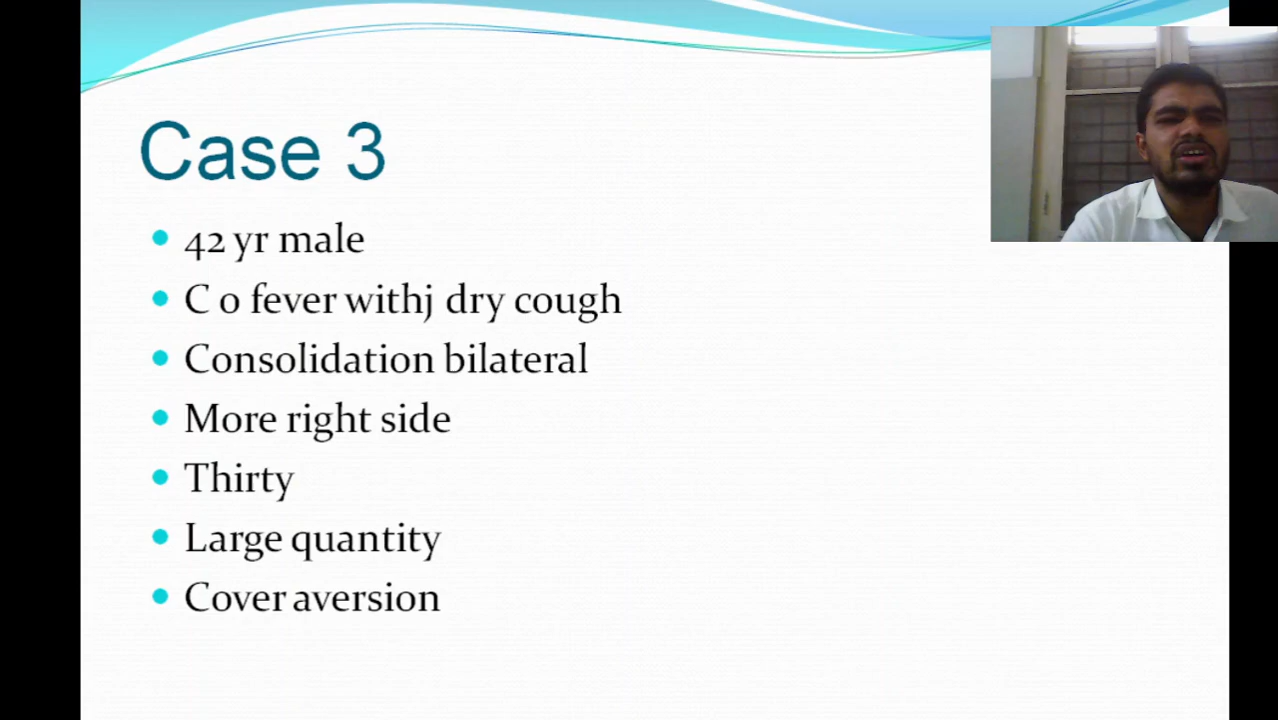 Case 3
42 yr male
C o fever withj dry cough
Consolidation bilateral
More right side
Thirty
Large quantity
Cover aversion